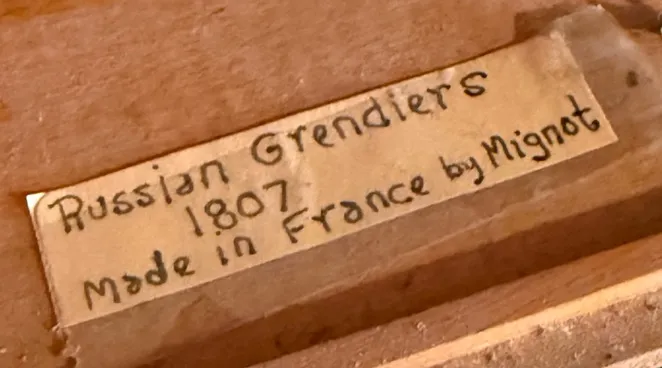 Russian Grendiers
1807
Made in France by Mignot